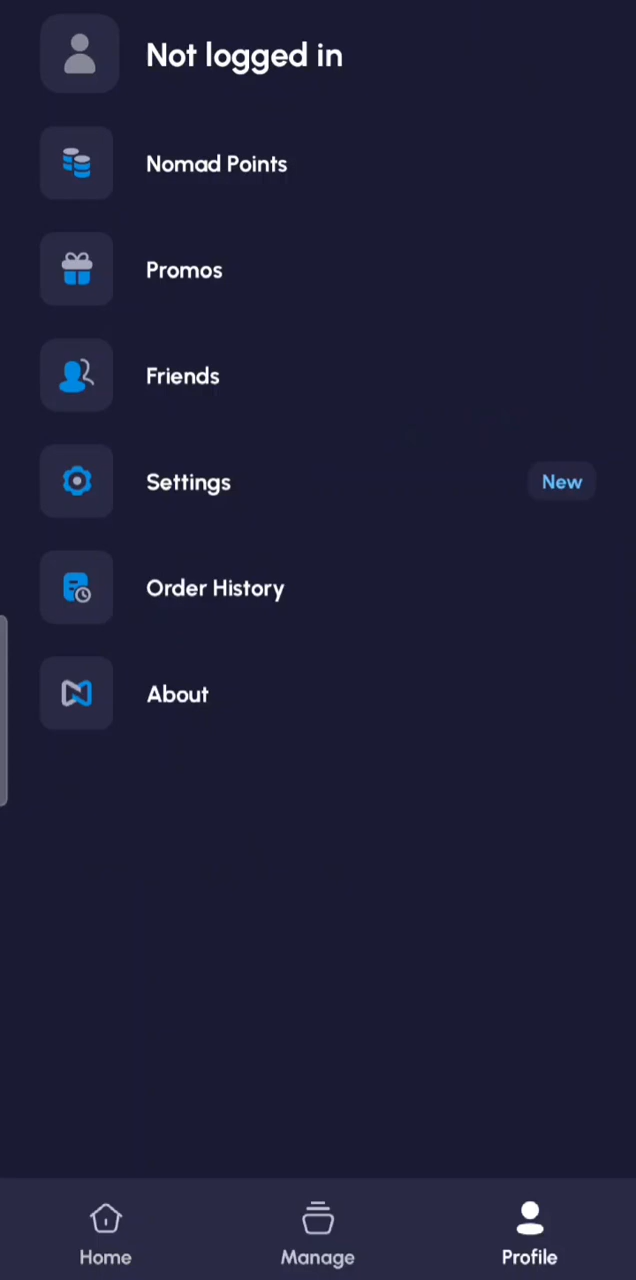 Not logged in
Nomad Points
Promos
Friends
Settings
New
Order History
About
Home
Manage
Profile